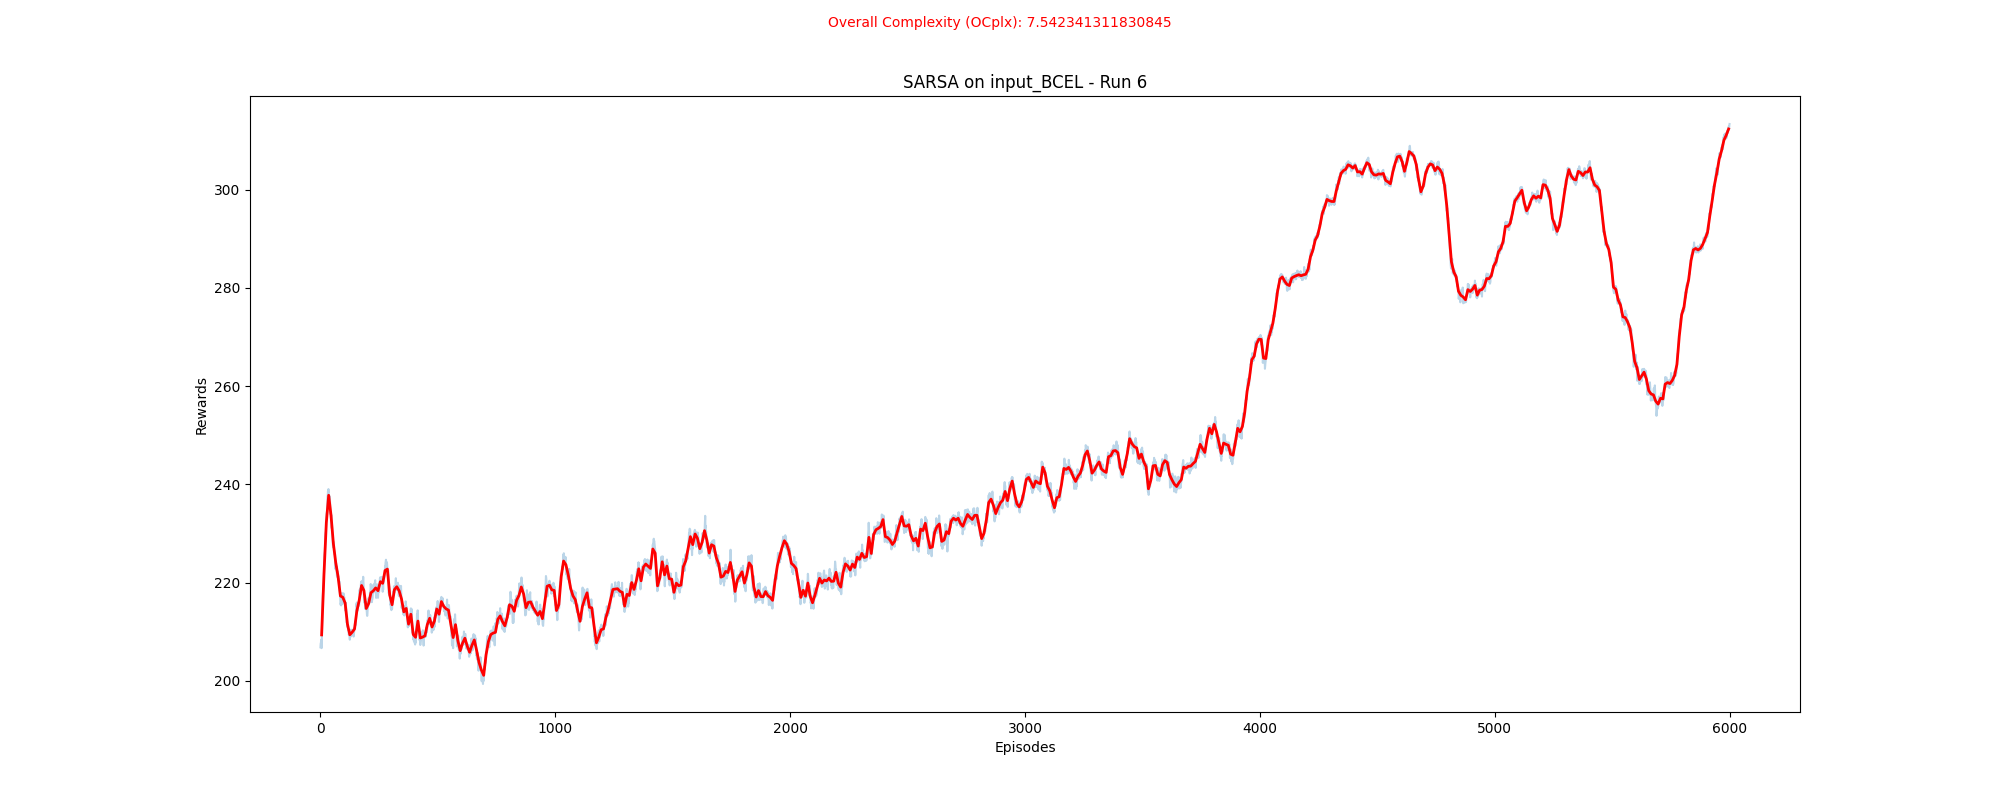 Overall Complexity (OCplx): 7.542341311830845
SARSA on input_BCEL - Run 6
Rewards
300
280
260
240
220
200
0 1000 2000 3000 4000 5000 6000
Episodes